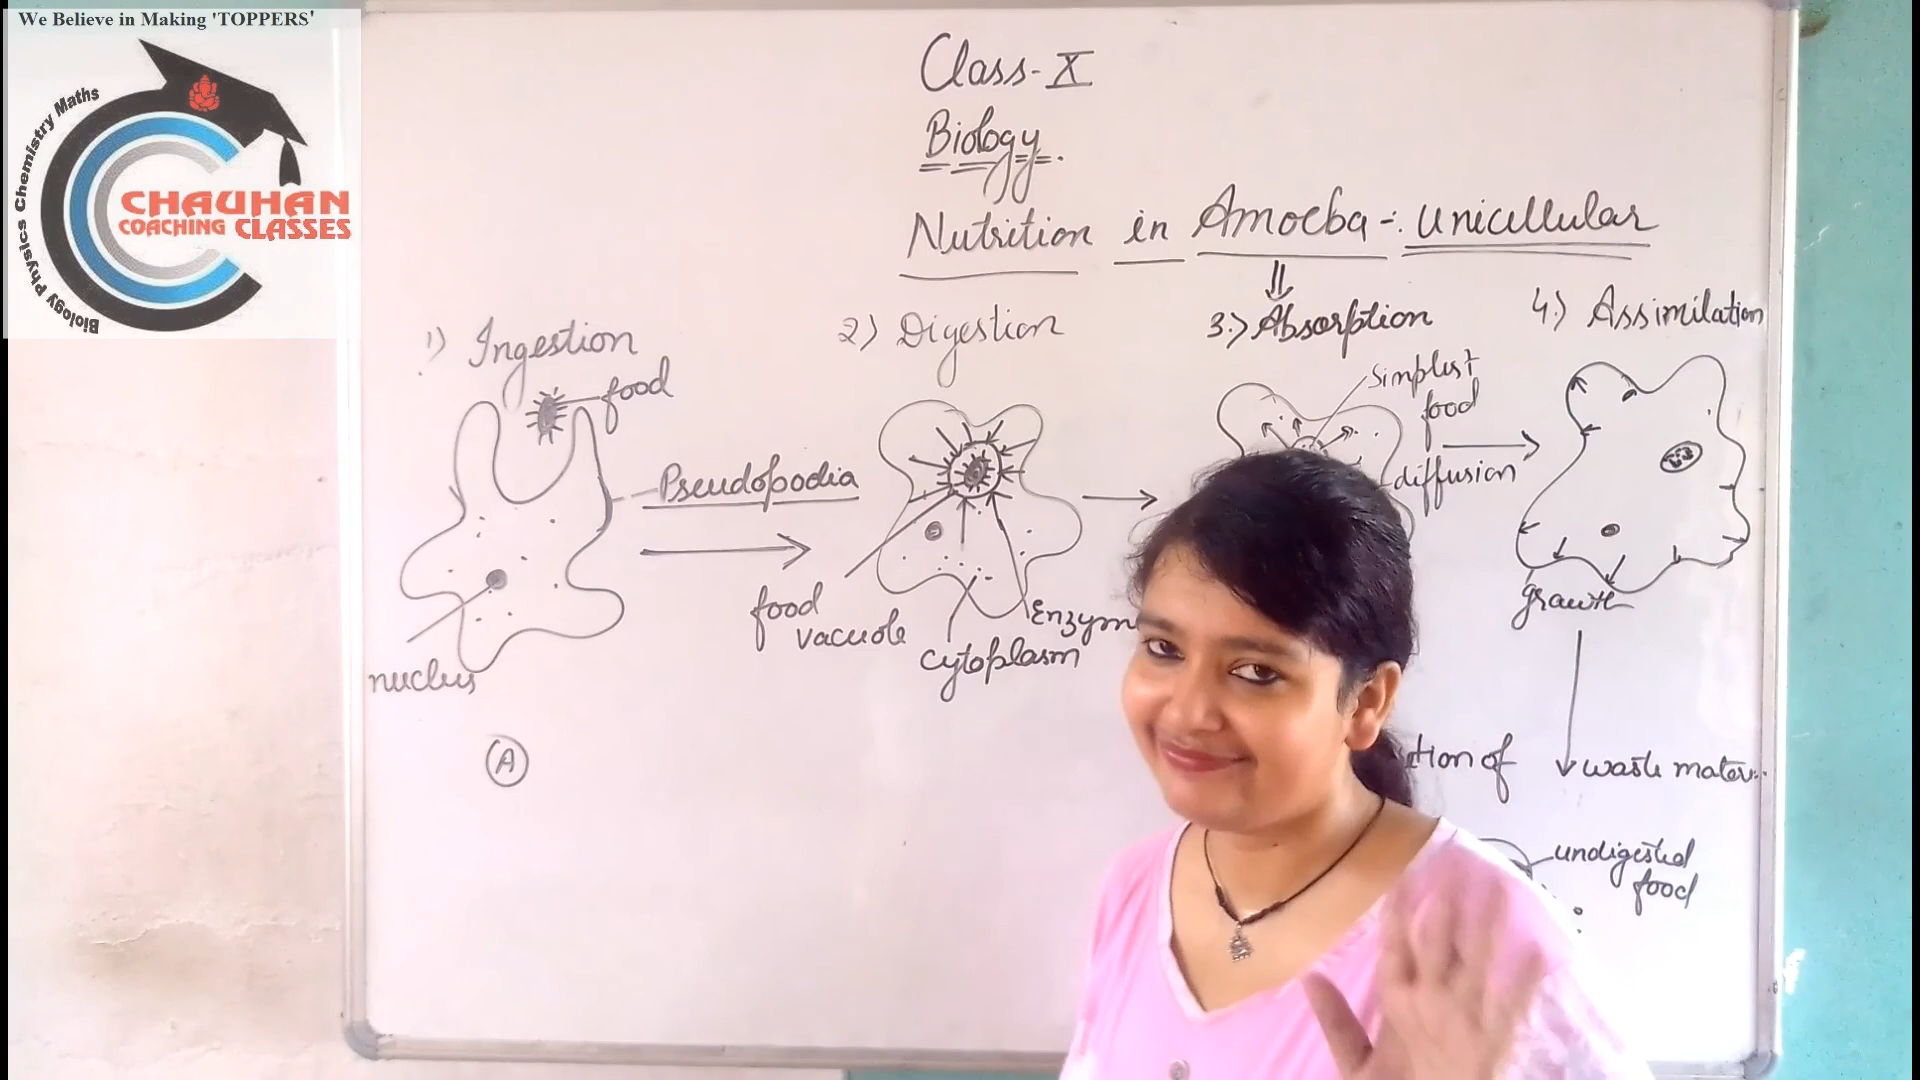 We Believe in Making 'TOPPERS'
Biology Physics Chemistry Maths
CHAUHAN
COACHING CLASSES
Class-X
Biology
Nutrition in Amoeba -: Unicellular
1) Ingestion
food
Pseudopodia
nucleus
A
2) Digestion
food
vacuole
cytoplasm
Enzym
3.) Absorption
Simplest
food
diffusion
4.) Assimilation
growth
tion of
waste mater..
undigested
food